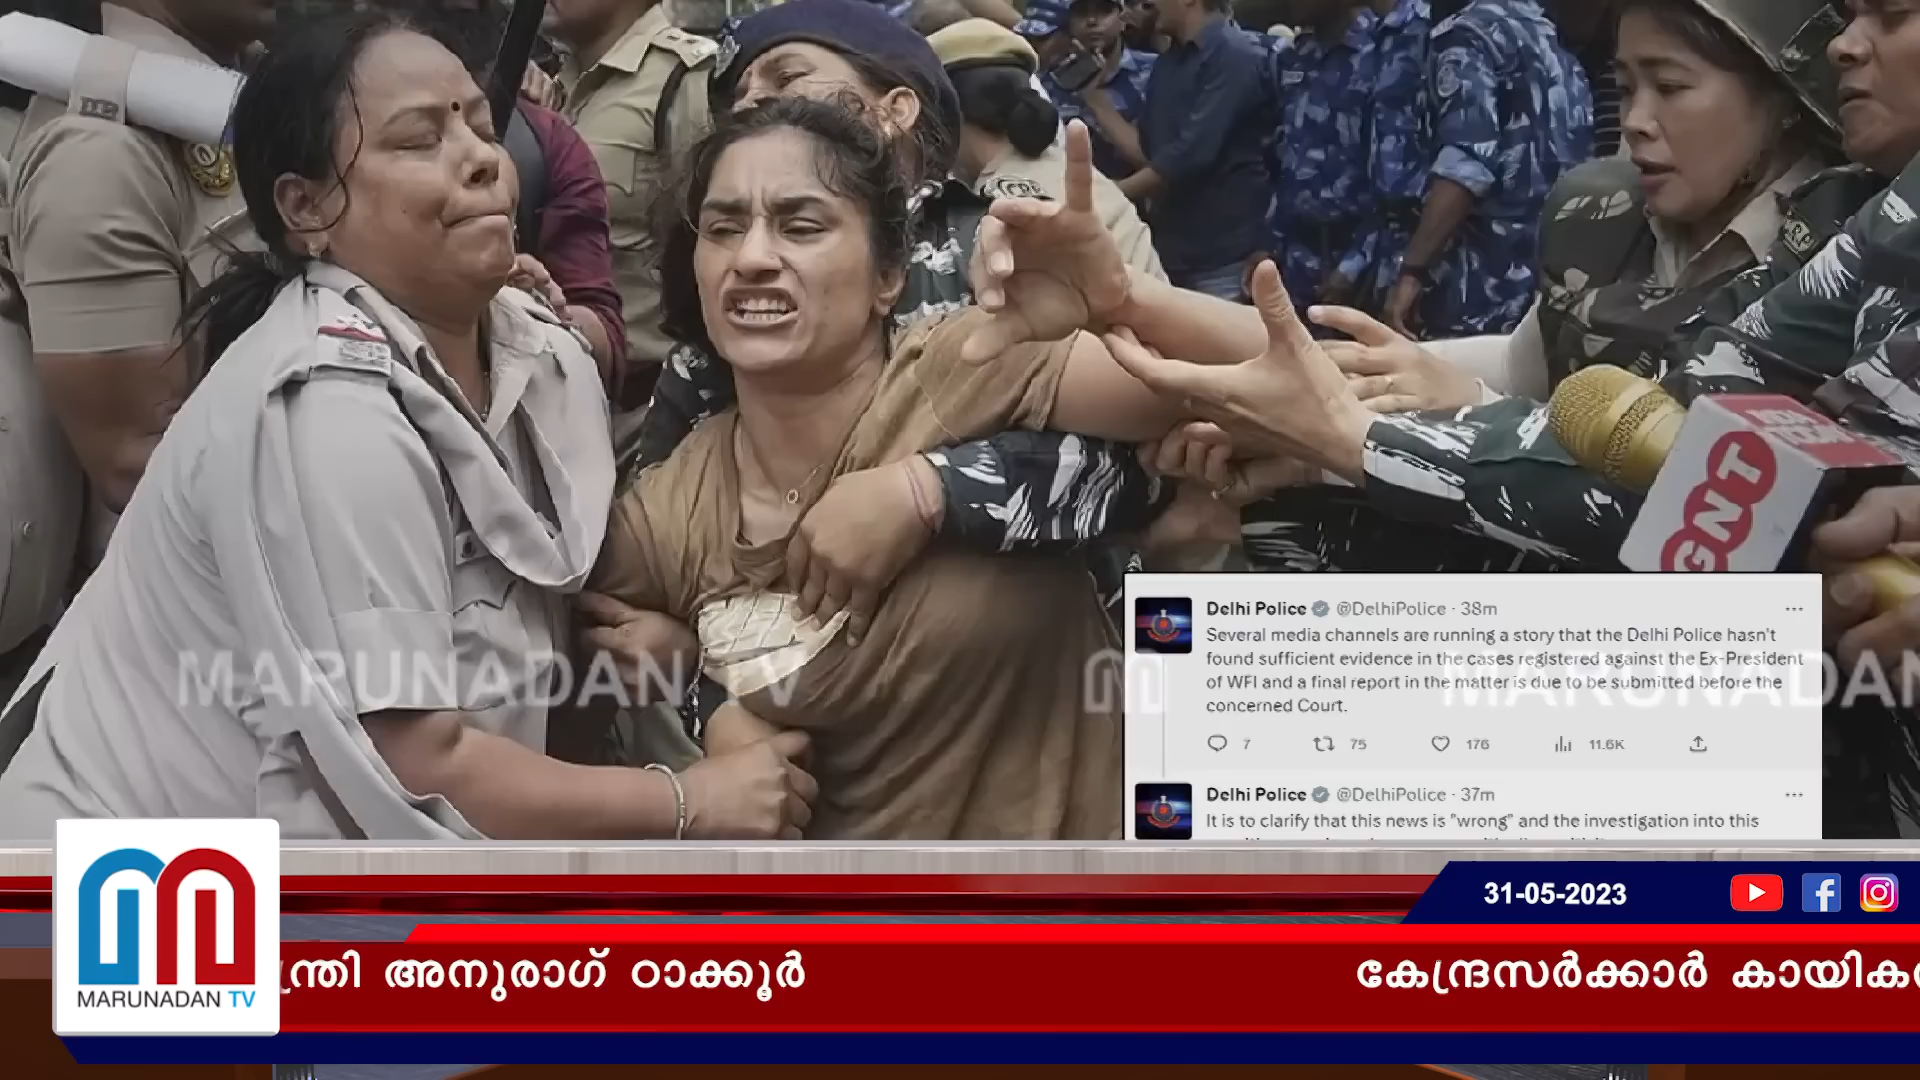 CRPF
INDIA
TODAY
GNT
Delhi Police @DelhiPolice · 38m
Several media channels are running a story that the Delhi Police hasn't
found sufficient evidence in the cases registered against the Ex-President
of WFI and a final report in the matter is due to be submitted before the
concerned Court.
7 75 176 11.6K
Delhi Police @DelhiPolice · 37m
It is to clarify that this news is "wrong" and the investigation into this
MARUNADAN TV
MARUNADAN
31-05-2023
ന്ത്രി അനുരാഗ് ഠാക്കൂർ കേന്ദ്രസർക്കാർ കായിക
MARUNADAN TV